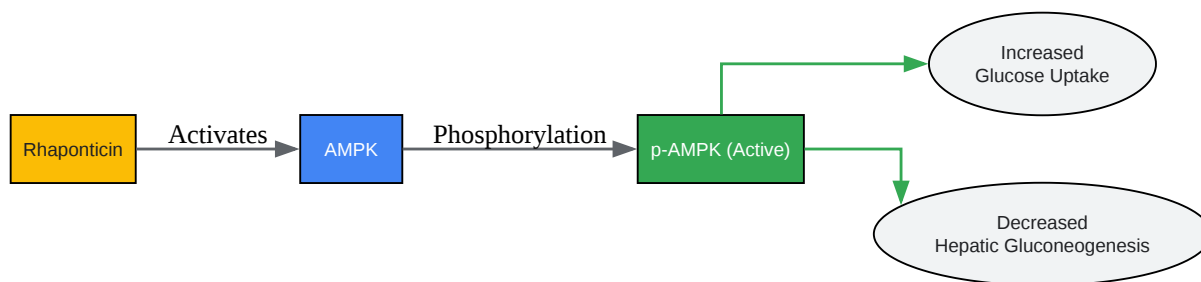 Rhaponticin
Activates
AMPK
Phosphorylation
p-AMPK (Active)
Increased
Glucose Uptake
Decreased
Hepatic Gluconeogenesis